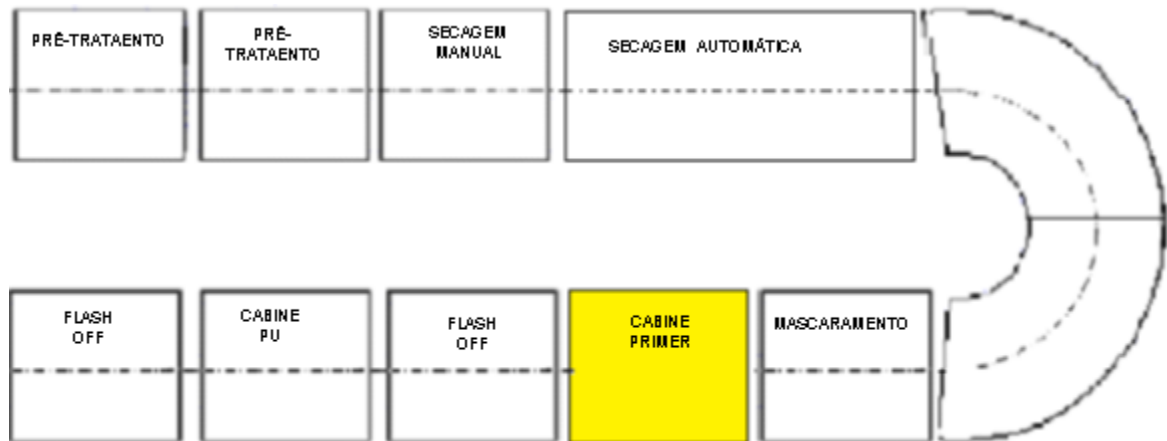 PRÉ-TRATAENTO
PRÉ-
TRATAENTO
SECAGEM
MANUAL
SECAGEM AUTOMÁTICA
FLASH
OFF
CABINE
PU
FLASH
OFF
CABINE
PRIMER
MASCARAMENTO